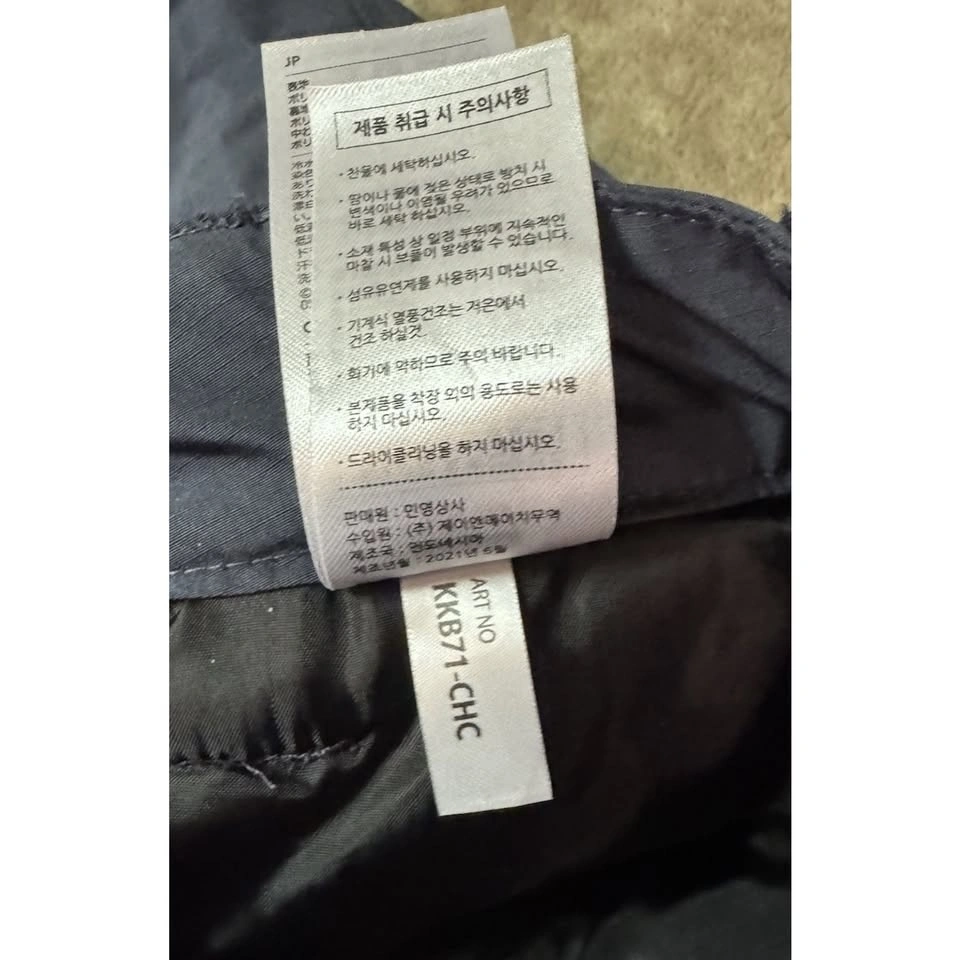 JP
제품 취급 시 주의사항
· 찬물에 세탁하십시오.
· 땀이나 물에 젖은 상태로 방치 시
변색이나 이염될 우려가 있으므로
바로 세탁 하십시오.
· 소재 특성 상 일정 부위에 지속적인
마찰 시 보풀이 발생할 수 있습니다.
· 섬유유연제를 사용하지 마십시오.
· 기계식 열풍건조는 저온에서
건조 하실것.
· 화기에 약하므로 주의 바랍니다.
· 본제품을 착장 외의 용도로는 사용
하지 마십시오.
· 드라이클리닝을 하지 마십시오.
판매원 : 민영상사
수입원 : (주) 제이앤에이치무역
제조국 : 인도네시아
제조년월 : 2021년 6월
ART NO
KKB71-CHC